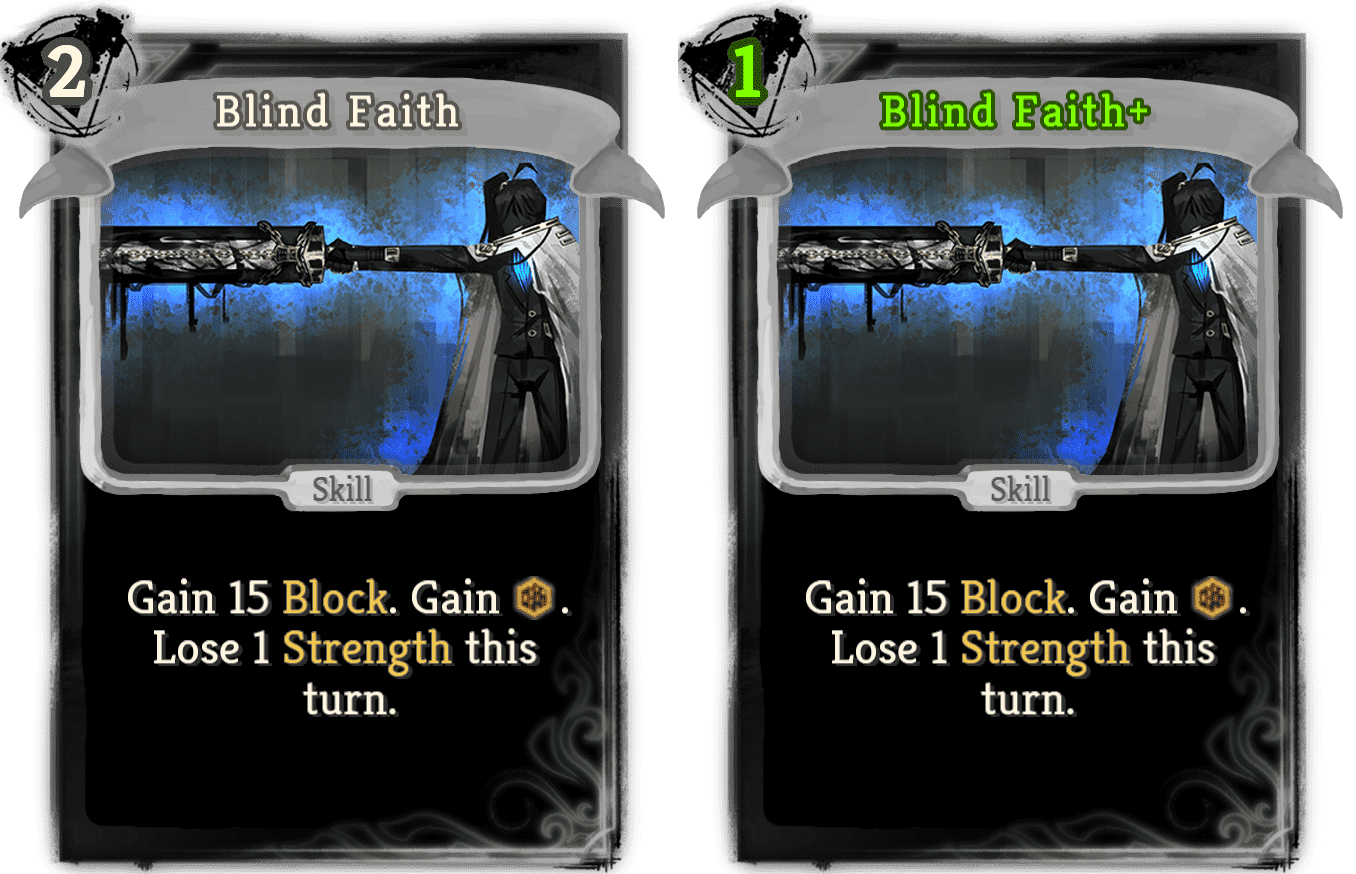 2
Blind Faith
Skill
Gain 15 Block. Gain .
Lose 1 Strength this
turn.
1
Blind Faith+
Skill
Gain 15 Block. Gain .
Lose 1 Strength this
turn.